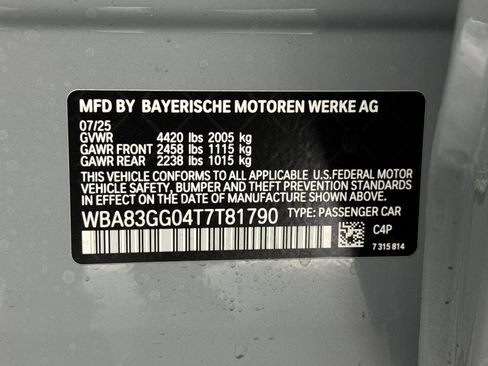 MFD BY BAYERISCHE MOTOREN WERKE AG
07/25
GVWR 4420 lbs 2005 kg
GAWR FRONT 2458 lbs 1115 kg
GAWR REAR 2238 lbs 1015 kg
THIS VEHICLE CONFORMS TO ALL APPLICABLE U.S.FEDERAL MOTOR
VEHICLE SAFETY, BUMPER AND THEFT PREVENTION STANDARDS
IN EFFECT ON THE DATE OF MANUFACTURE SHOWN ABOVE.
WBA83GG04T7T81790 TYPE: PASSENGER CAR
C4P
7 315 814